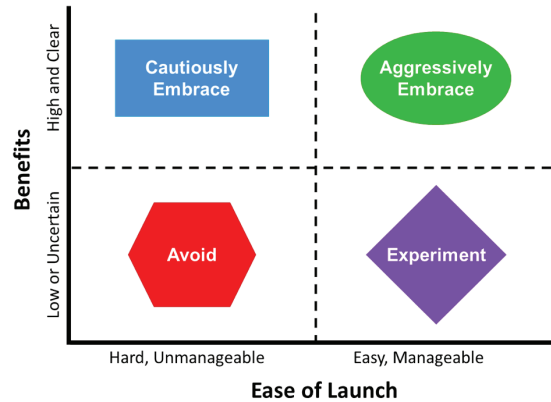 Benefits
High and Clear
Low or Uncertain
Cautiously
Embrace
Aggressively
Embrace
Avoid
Experiment
Hard, Unmanageable
Easy, Manageable
Ease of Launch